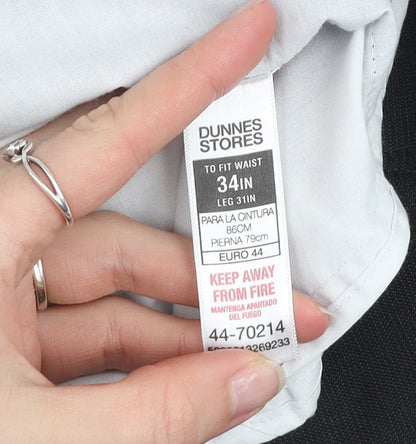 DUNNES
STORES
TO FIT WAIST
34IN
LEG 31IN
PARA LA CINTURA
86CM
PIERNA 79cm
EURO 44
KEEP AWAY
FROM FIRE
MANTENGA APARTADO
DEL FUEGO
44-70214